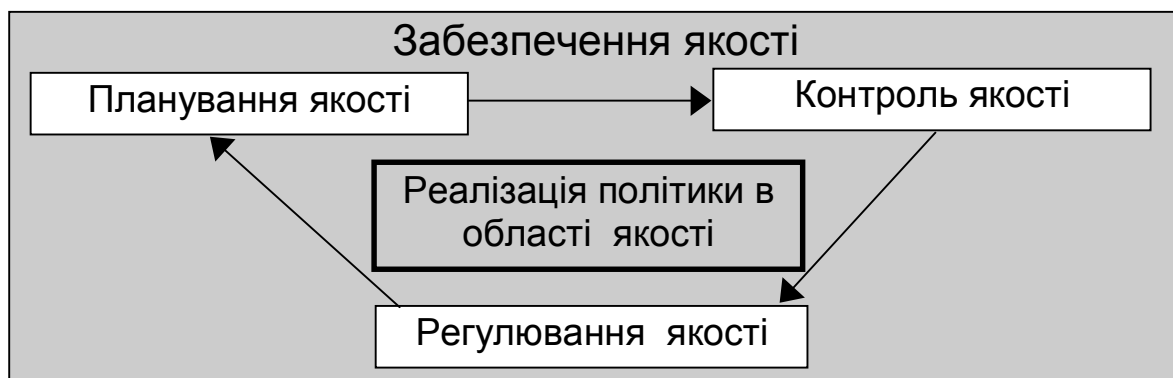 Забезпечення якості
Планування якості
Контроль якості
Реалізація політики в
області якості
Регулювання якості